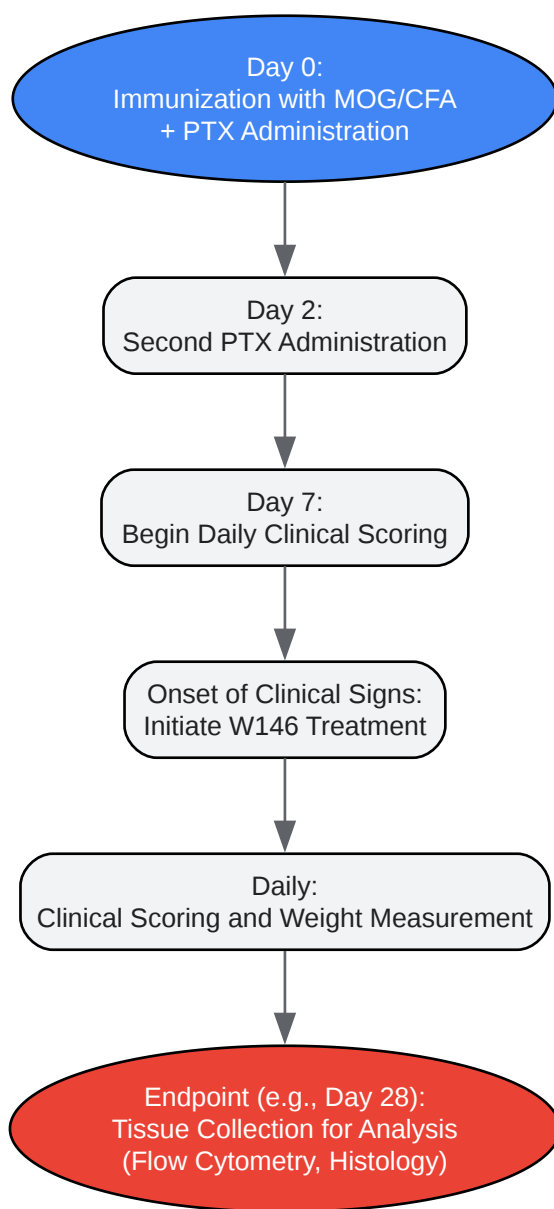 Day 0:
Immunization with MOG/CFA
+ PTX Administration
Day 2:
Second PTX Administration
Day 7:
Begin Daily Clinical Scoring
Onset of Clinical Signs:
Initiate W146 Treatment
Daily:
Clinical Scoring and Weight Measurement
Endpoint (e.g., Day 28):
Tissue Collection for Analysis
(Flow Cytometry, Histology)